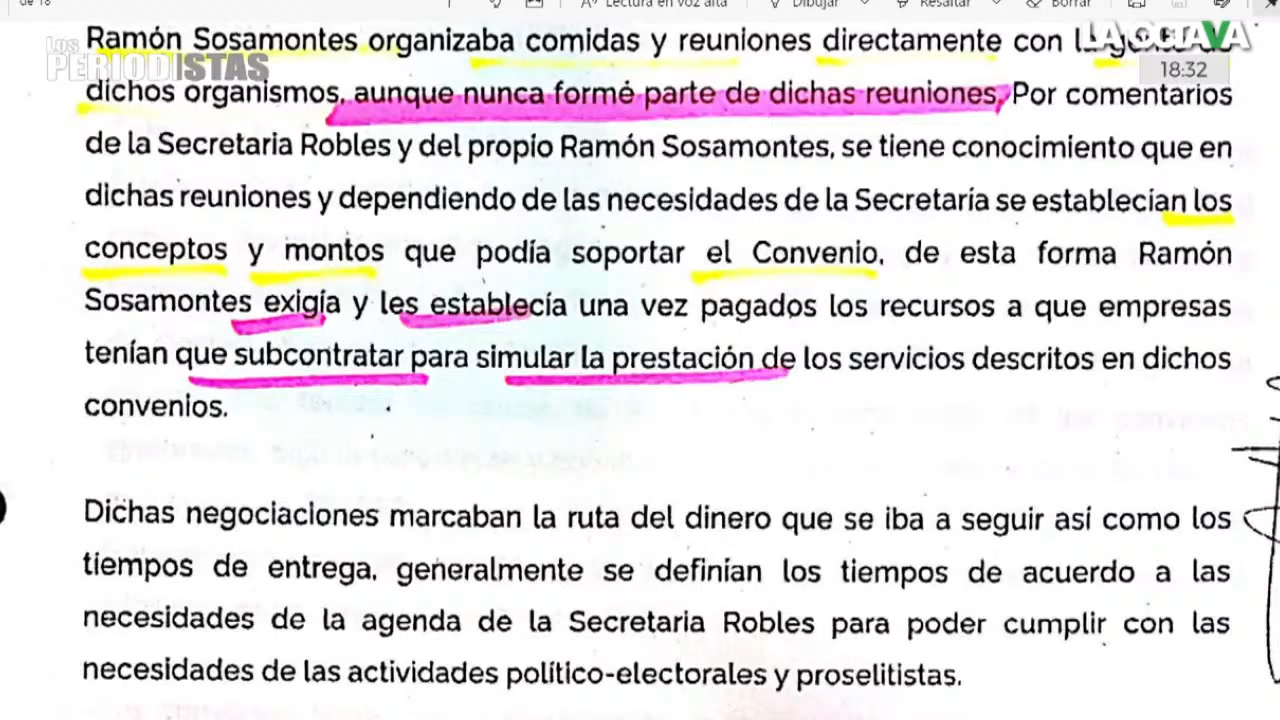 de 18
Lectura en voz alta
Dibujar
Resaltar
Borrar
LOS
PERIODISTAS
LA OCTAVA
18:32
Ramón Sosamontes organizaba comidas y reuniones directamente con
dichos organismos, aunque nunca formé parte de dichas reuniones. Por comentarios
de la Secretaria Robles y del propio Ramón Sosamontes, se tiene conocimiento que en
dichas reuniones y dependiendo de las necesidades de la Secretaría se establecían los
conceptos y montos que podía soportar el Convenio, de esta forma Ramón
Sosamontes exigía y les establecía una vez pagados los recursos a que empresas
tenían que subcontratar para simular la prestación de los servicios descritos en dichos
convenios.
Dichas negociaciones marcaban la ruta del dinero que se iba a seguir así como los
tiempos de entrega, generalmente se definían los tiempos de acuerdo a las
necesidades de la agenda de la Secretaria Robles para poder cumplir con las
necesidades de las actividades político-electorales y proselitistas.